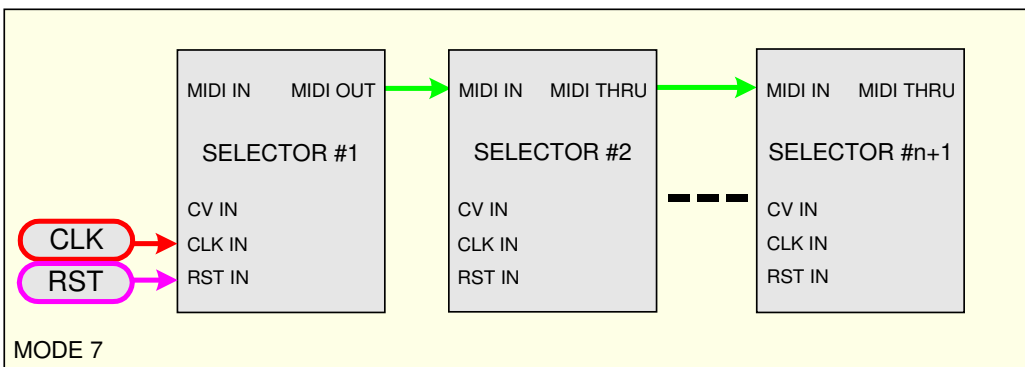 MIDI IN MIDI OUT MIDI IN MIDI THRU MIDI IN MIDI THRU
SELECTOR #1 SELECTOR #2 SELECTOR #n+1
CV IN CV IN CV IN
CLK CLK IN CLK IN CLK IN
RST RST IN RST IN RST IN
MODE 7